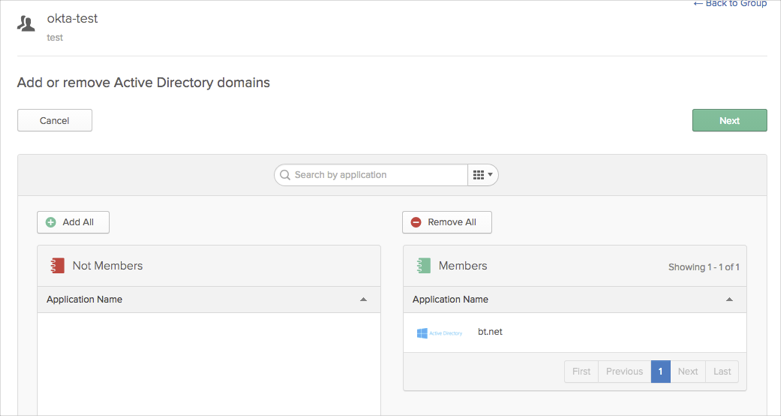 ← Back to Group
okta-test
test
Add or remove Active Directory domains
Cancel
Next
Search by application
Add All
Remove All
Not Members
Members
Showing 1 - 1 of 1
Application Name
Application Name
Active Directory
bt.net
First Previous 1 Next Last